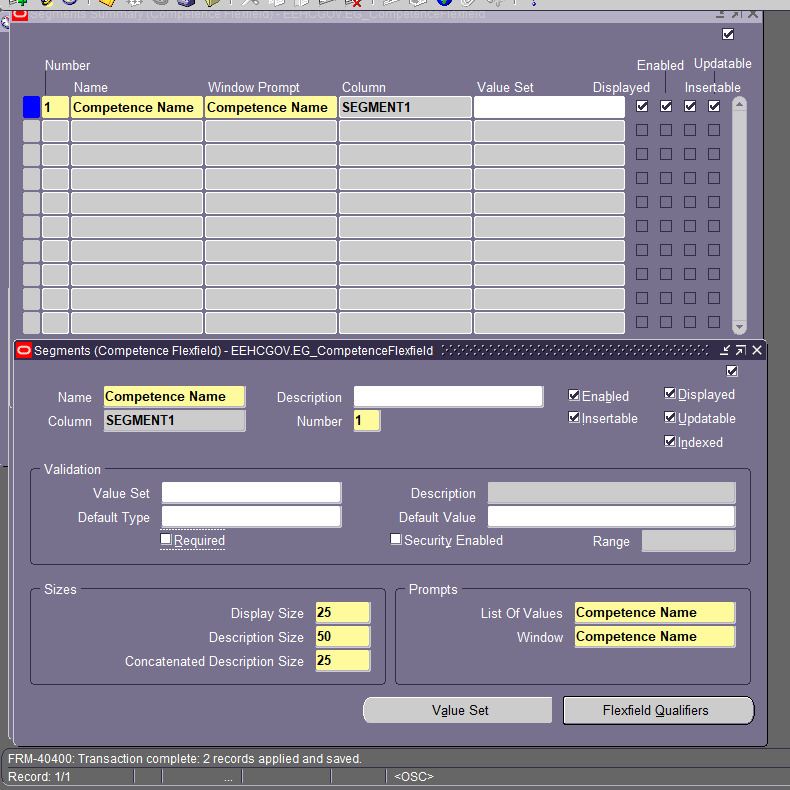 Segments Summary (Competence Flexfield) - EEHCGOV.EG_CompetenceFlexfield
Number
Enabled
Updatable
Name
Window Prompt
Column
Value Set
Displayed
Insertable
1 Competence Name Competence Name SEGMENT1
Segments (Competence Flexfield) - EEHCGOV.EG_CompetenceFlexfield
Name Competence Name Description Enabled Displayed
Column SEGMENT1 Number 1 Insertable Updatable
Indexed
Validation
Value Set Description
Default Type Default Value
Required Security Enabled Range
Sizes
Display Size 25
Description Size 50
Concatenated Description Size 25
Prompts
List Of Values Competence Name
Window Competence Name
Value Set Flexfield Qualifiers
FRM-40400: Transaction complete: 2 records applied and saved.
Record: 1/1 ... <OSC>